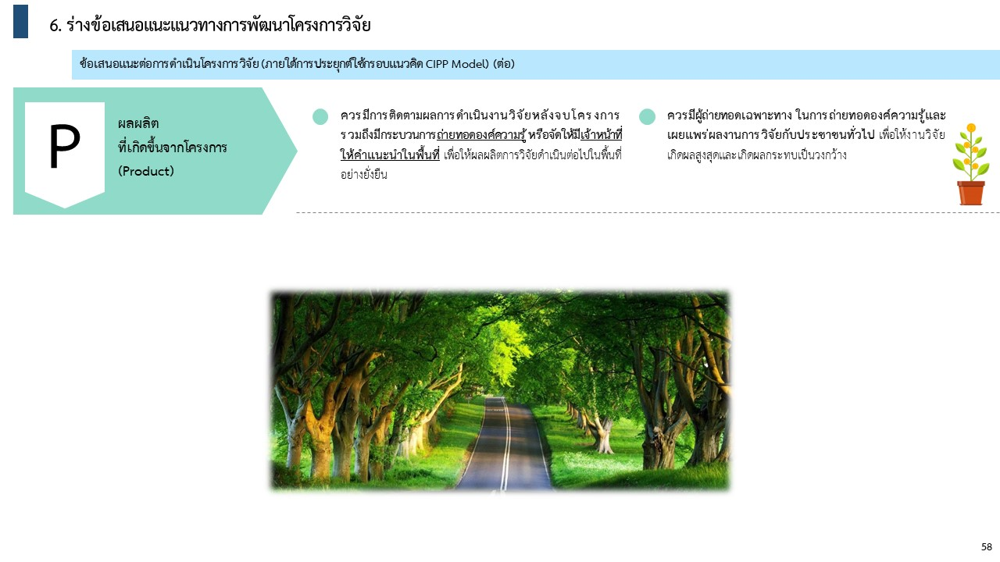 6. ร่างข้อเสนอแนะแนวทางการพัฒนาโครงการวิจัย
ข้อเสนอแนะต่อการดำเนินโครงการวิจัย (ภายใต้การประยุกต์ใช้กรอบแนวคิด CIPP Model) (ต่อ)
P
ผลผลิต
ที่เกิดขึ้นจากโครงการ
(Product)
ควรมีการติดตามผลการดำเนินงานวิจัยหลังจบโครงการ
รวมถึงมีกระบวนการถ่ายทอดองค์ความรู้ หรือจัดให้มีเจ้าหน้าที่
ให้คำแนะนำในพื้นที่ เพื่อให้ผลผลิตการวิจัยดำเนินต่อไปในพื้นที่
อย่างยั่งยืน
ควรมีผู้ถ่ายทอดเฉพาะทาง ในการถ่ายทอดองค์ความรู้และ
เผยแพร่ผลงานการวิจัยกับประชาชนทั่วไป เพื่อให้งานวิจัย
เกิดผลสูงสุดและเกิดผลกระทบเป็นวงกว้าง
58